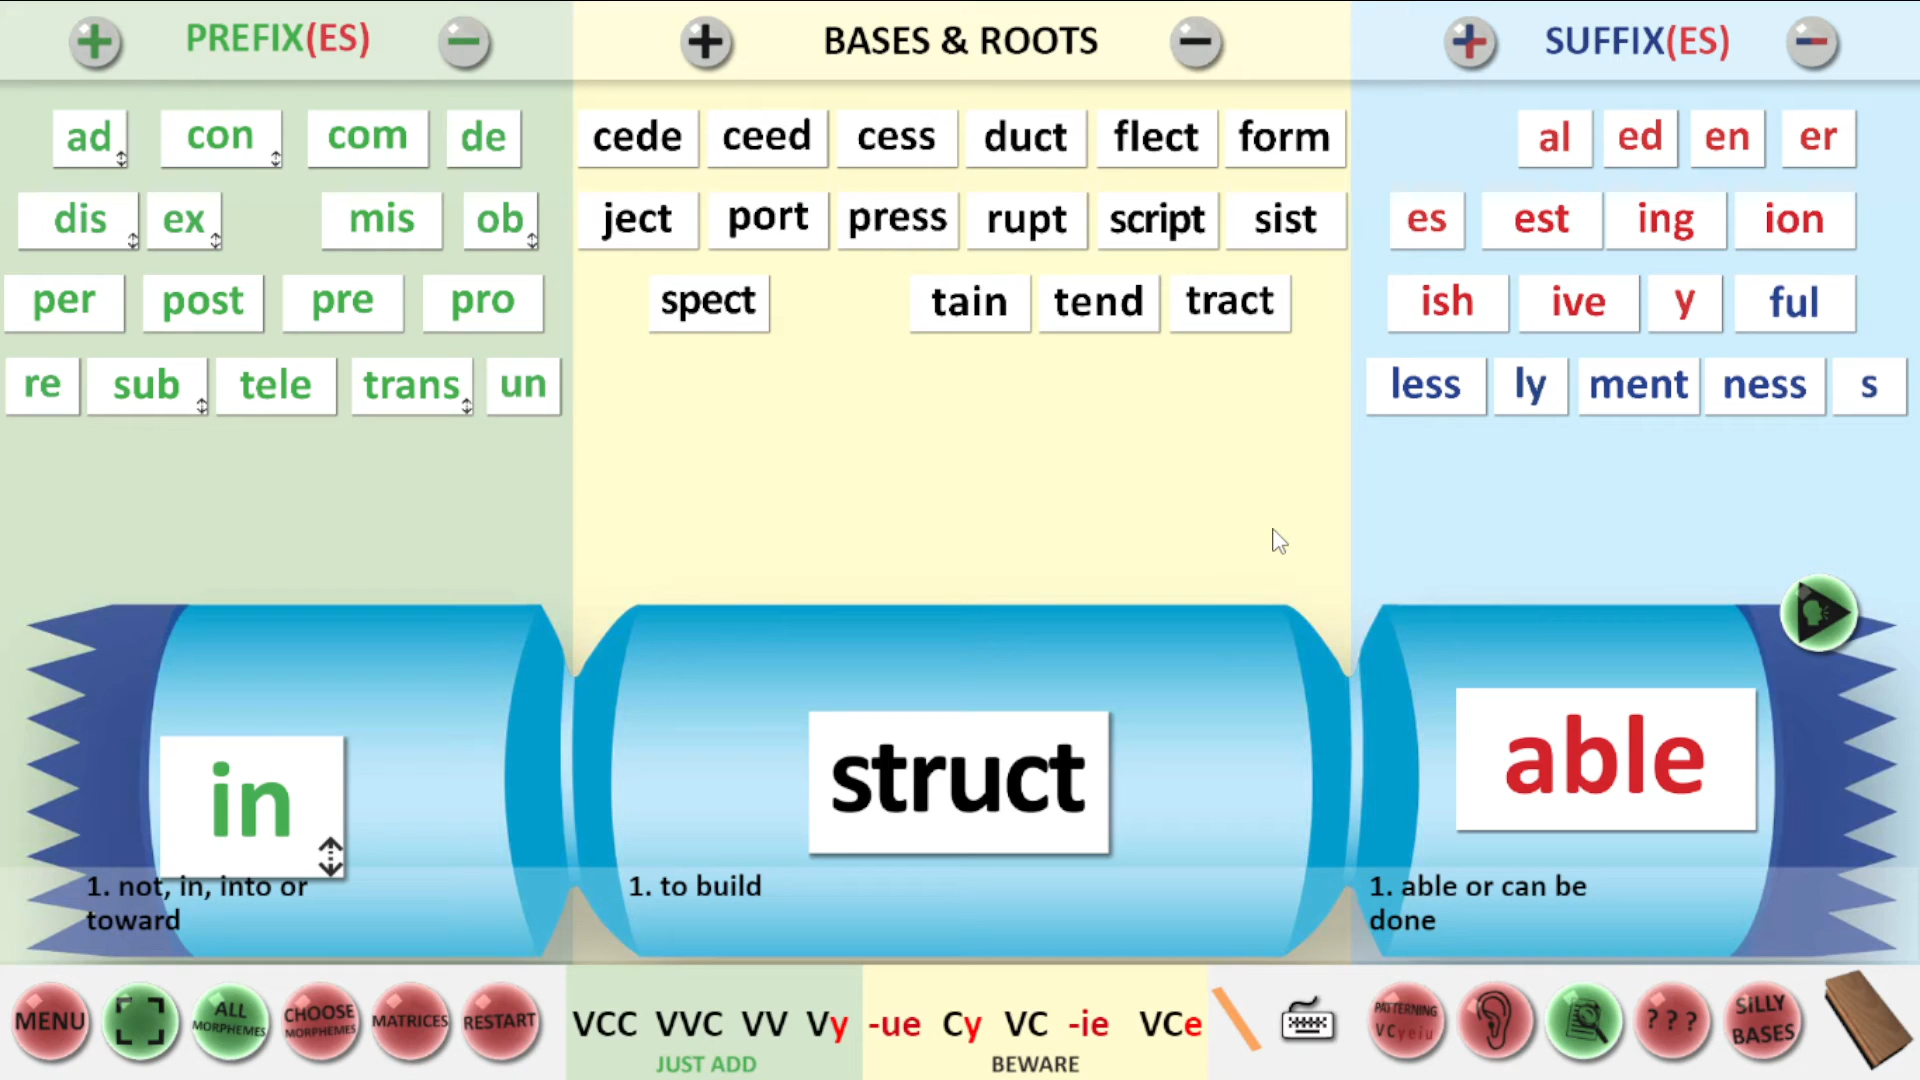 PREFIX(ES) BASES & ROOTS SUFFIX(ES)
ad con com de cede ceed cess duct flect form al ed en er
dis ex mis ob ject port press rupt script sist es est ing ion
per post pre pro spect tain tend tract ish ive y ful
re sub tele trans un less ly ment ness s
in struct able
1. not, in, into or
toward
1. to build
1. able or can be
done
MENU
ALL
MORPHEMES
CHOOSE
MORPHEMES
MATRICES
RESTART
VCC VVC VV Vy -ue Cy VC -ie VCe
JUST ADD BEWARE
PATTERNING
VCyeiu
? ? ?
SiLLY
BASES